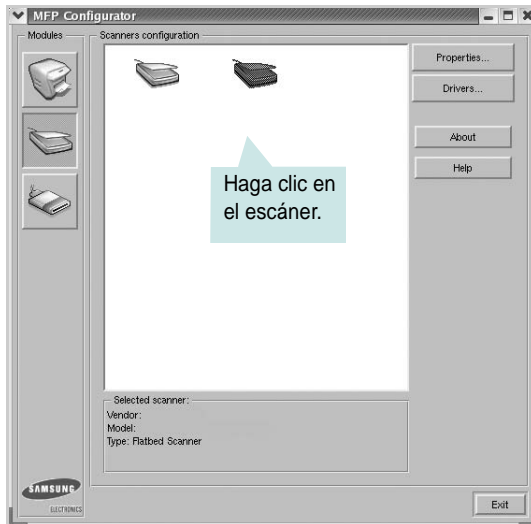 MFP Configurator
Modules
Scanners configuration
Properties...
Drivers...
About
Help
Haga clic en
el escáner.
Selected scanner:
Vendor:
Model:
Type: Flatbed Scanner
SAMSUNG
ELECTRONICS
Exit